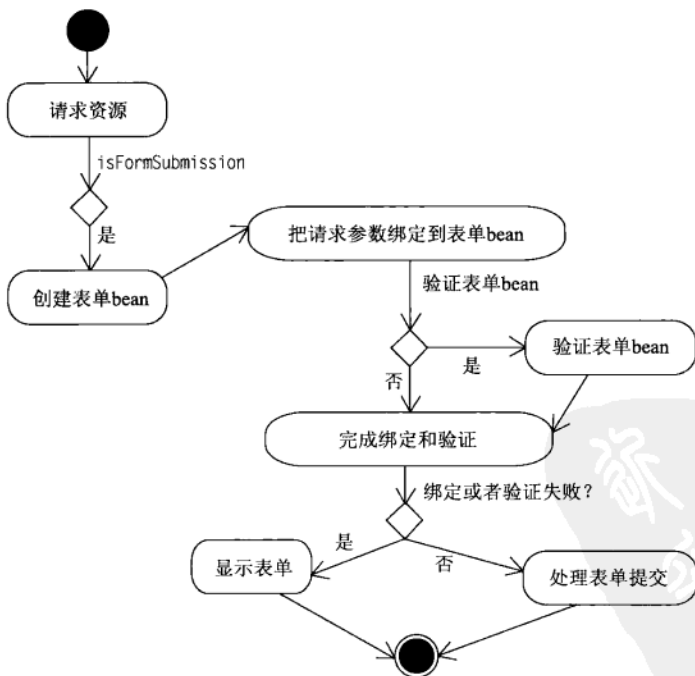 请求资源
isFormSubmission
是
创建表单bean
把请求参数绑定到表单bean
验证表单bean
是
验证表单bean
否
完成绑定和验证
绑定或者验证失败?
是
否
显示表单
处理表单提交